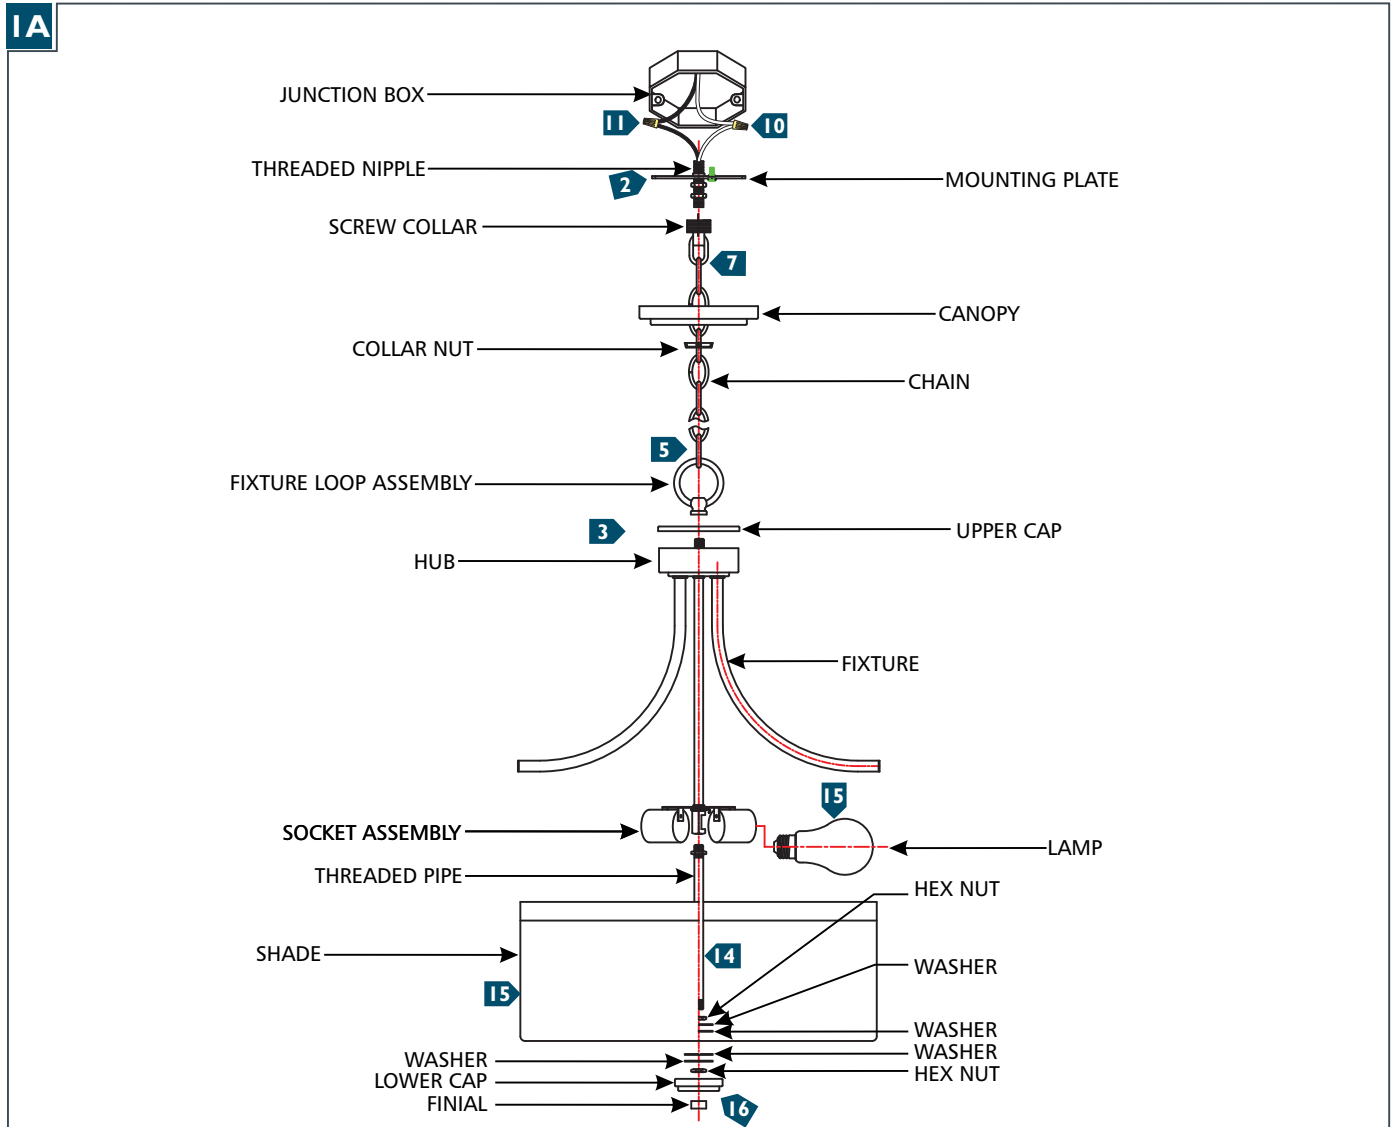 1A
JUNCTION BOX
11
10
THREADED NIPPLE
2
MOUNTING PLATE
SCREW COLLAR
7
CANOPY
COLLAR NUT
CHAIN
5
FIXTURE LOOP ASSEMBLY
3
UPPER CAP
HUB
FIXTURE
15
SOCKET ASSEMBLY
LAMP
THREADED PIPE
HEX NUT
SHADE
14
WASHER
15
WASHER
WASHER
WASHER
HEX NUT
LOWER CAP
FINIAL
16